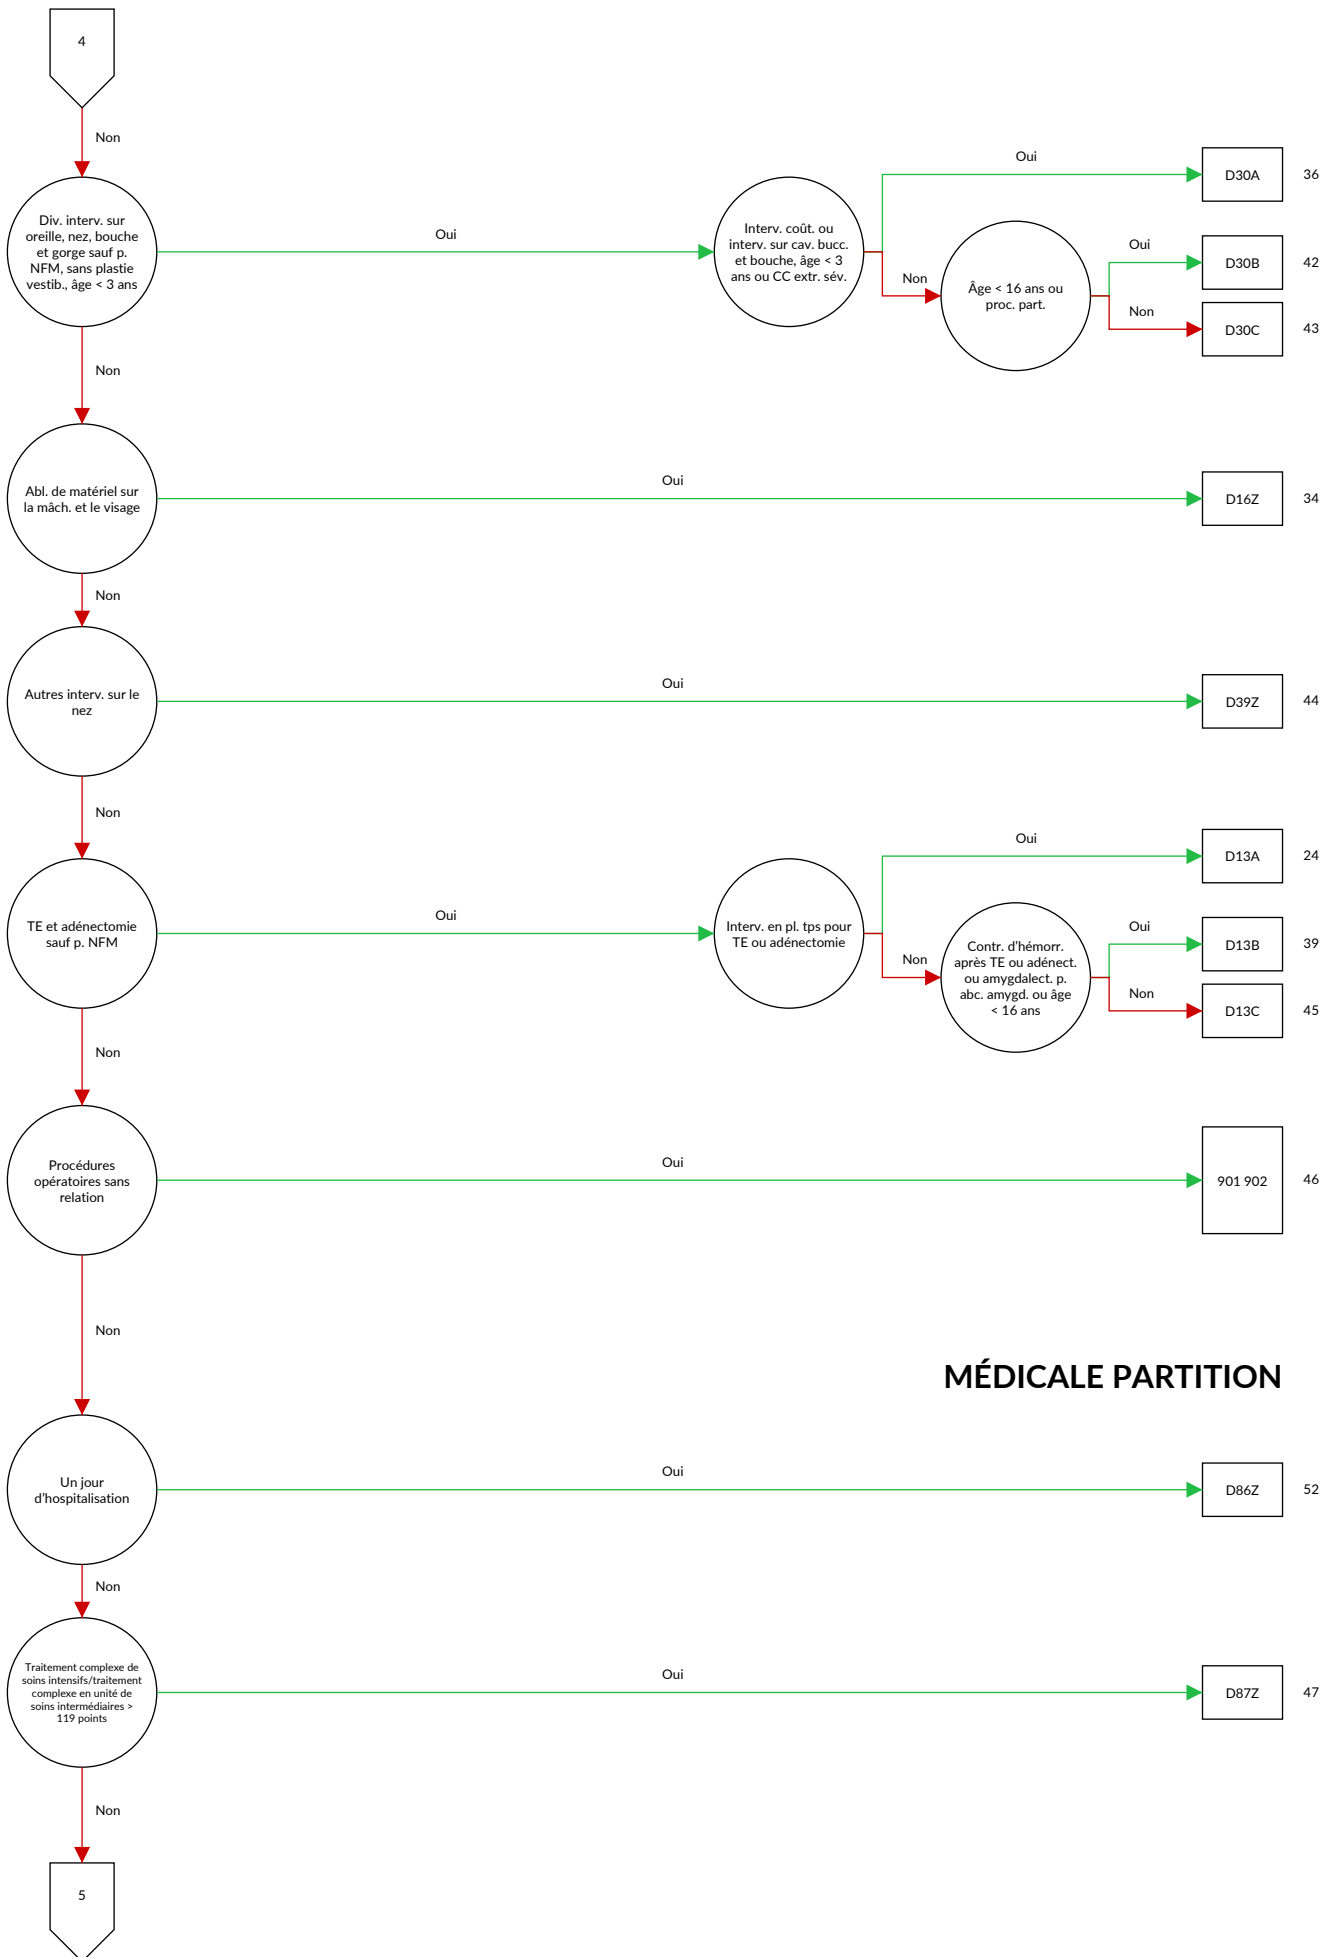 4
Non
Div. interv. sur
oreille, nez, bouche
et gorge sauf p.
NFM, sans plastie
vestib., âge < 3 ans
Oui
Interv. coût. ou
interv. sur cav. bucc.
et bouche, âge < 3
ans ou CC extr. sév.
Oui
D30A
36
Non
Âge < 16 ans ou
proc. part.
Oui
D30B
42
Non
D30C
43
Non
Abl. de matériel sur
la mâch. et le visage
Oui
D16Z
34
Non
Autres interv. sur le
nez
Oui
D39Z
44
Non
TE et adénectomie
sauf p. NFM
Oui
Interv. en pl. tps pour
TE ou adénectomie
Oui
D13A
24
Non
Contr. d'hémorr.
après TE ou adénect.
ou amygdalect. p.
abc. amygd. ou âge
< 16 ans
Oui
D13B
39
Non
D13C
45
Non
Procédures
opératoires sans
relation
Oui
901 902
46
Non
MÉDICALE PARTITION
Un jour
d'hospitalisation
Oui
D86Z
52
Non
Traitement complexe de
soins intensifs/traitement
complexe en unité de
soins intermédiaires >
119 points
Oui
D87Z
47
Non
5